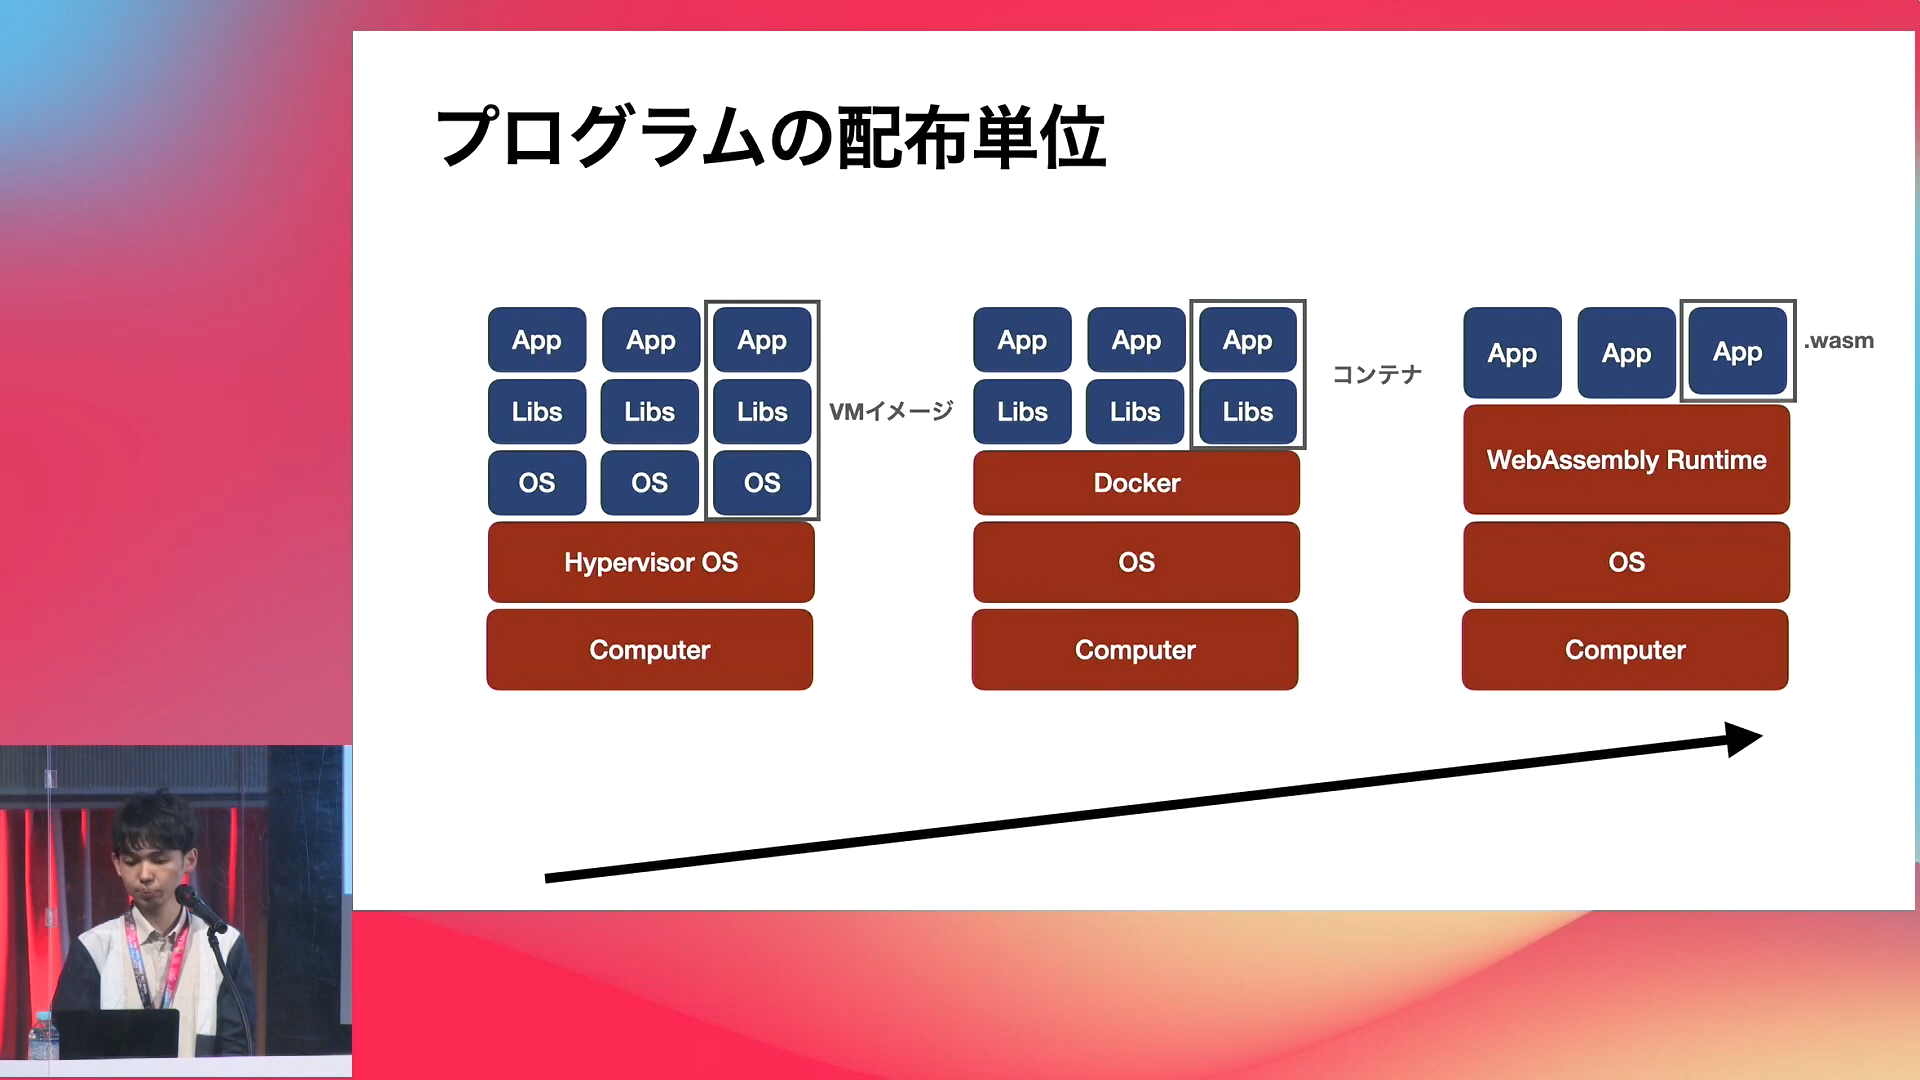 プログラムの配布単位
App App App
Libs Libs Libs
VMイメージ
OS OS OS
Hypervisor OS
Computer
App App App
コンテナ
Libs Libs Libs
Docker
OS
Computer
App App App
.wasm
WebAssembly Runtime
OS
Computer